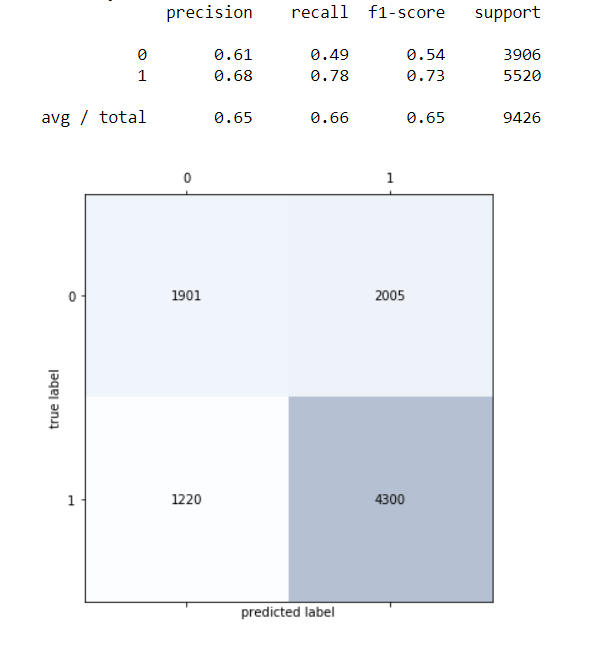 precision recall f1-score support
0 0.61 0.49 0.54 3906
1 0.68 0.78 0.73 5520
avg / total 0.65 0.66 0.65 9426
0 1
0 1901 2005
true label
1 1220 4300
predicted label